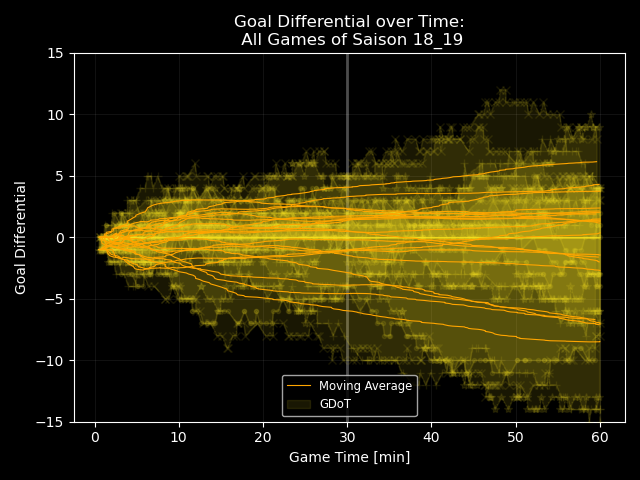 Goal Differential over Time:
All Games of Saison 18_19
15
10
5
0
−5
−10
−15
Goal Differential
Moving Average
GDoT
0
10
20
30
40
50
60
Game Time [min]